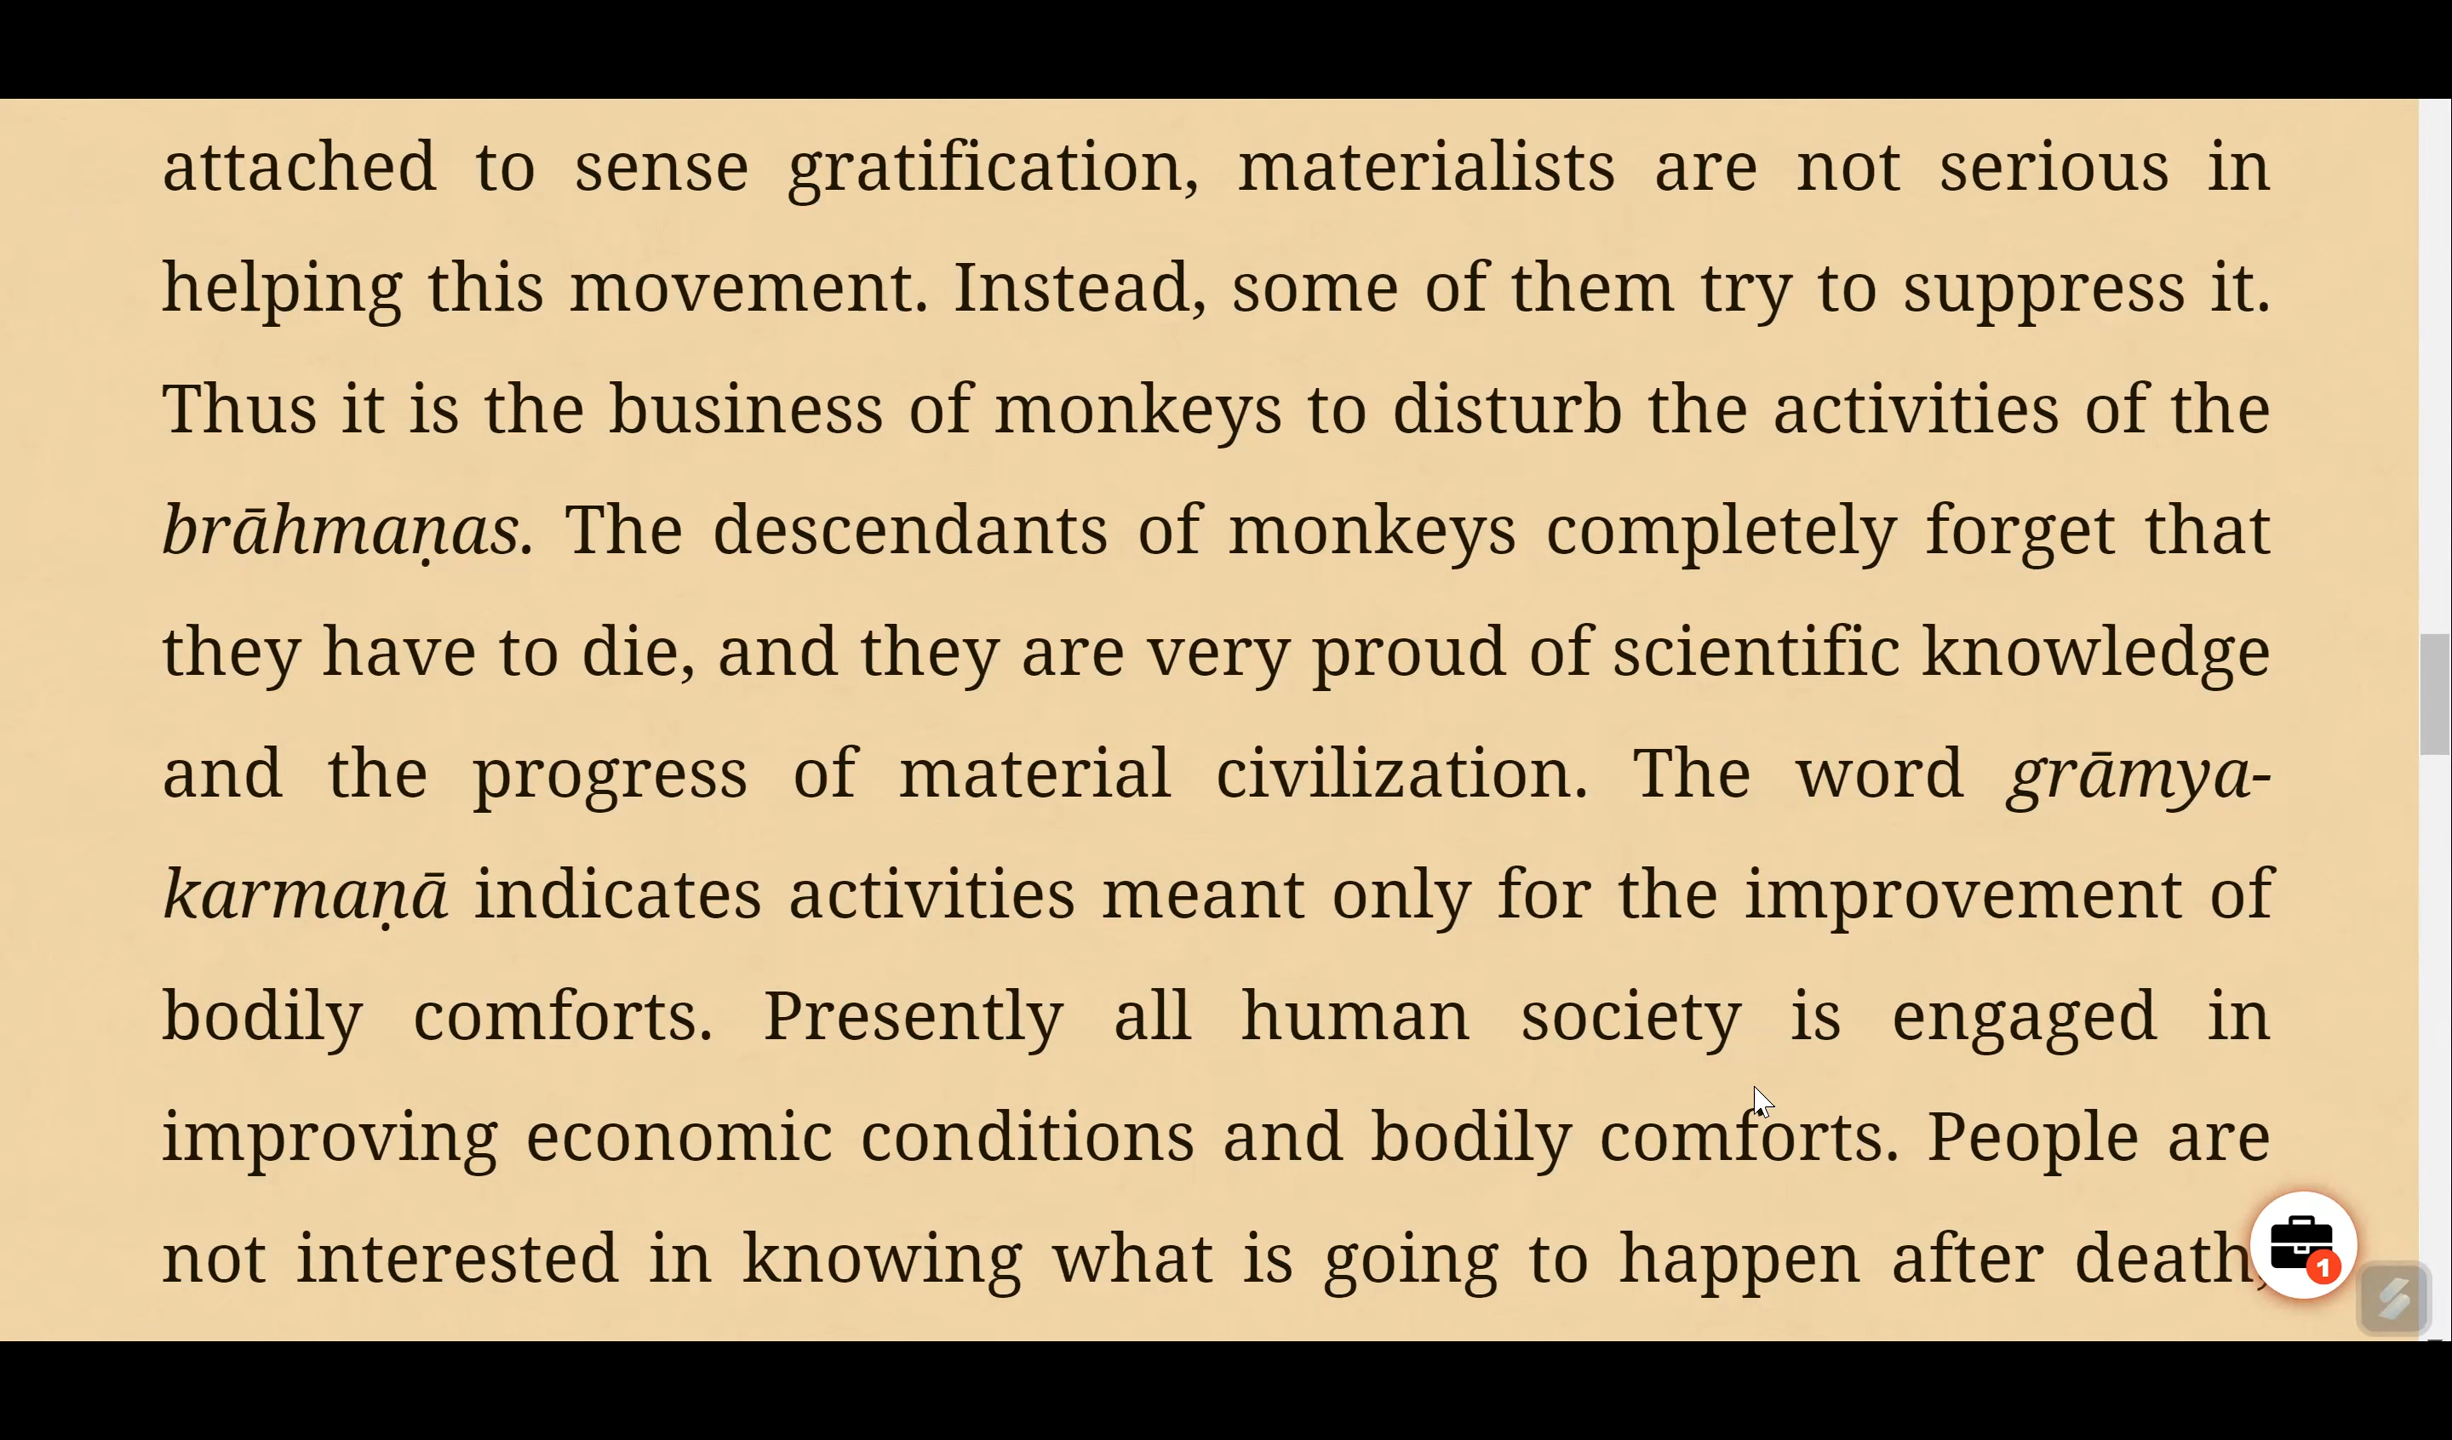 attached to sense gratification, materialists are not serious in
helping this movement. Instead, some of them try to suppress it.
Thus it is the business of monkeys to disturb the activities of the
brāhmaṇas. The descendants of monkeys completely forget that
they have to die, and they are very proud of scientific knowledge
and the progress of material civilization. The word grāmya-
karmaṇā indicates activities meant only for the improvement of
bodily comforts. Presently all human society is engaged in
improving economic conditions and bodily comforts. People are
not interested in knowing what is going to happen after death,
1